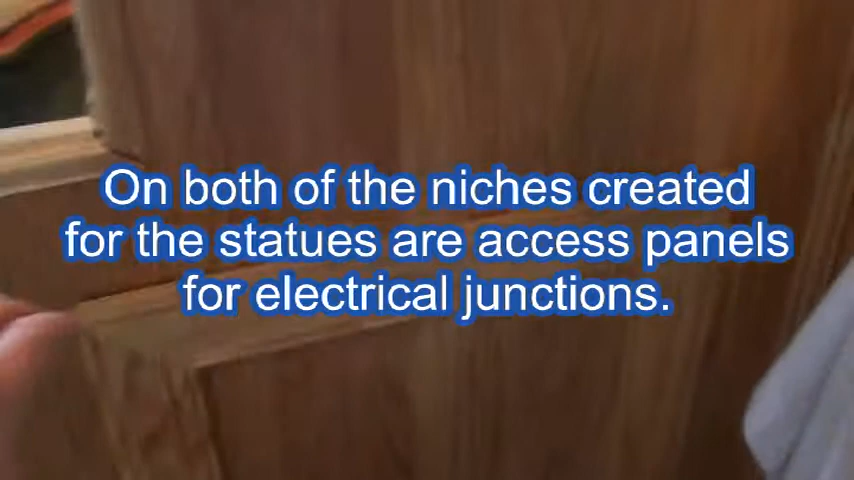 On both of the niches created
for the statues are access panels
for electrical junctions.